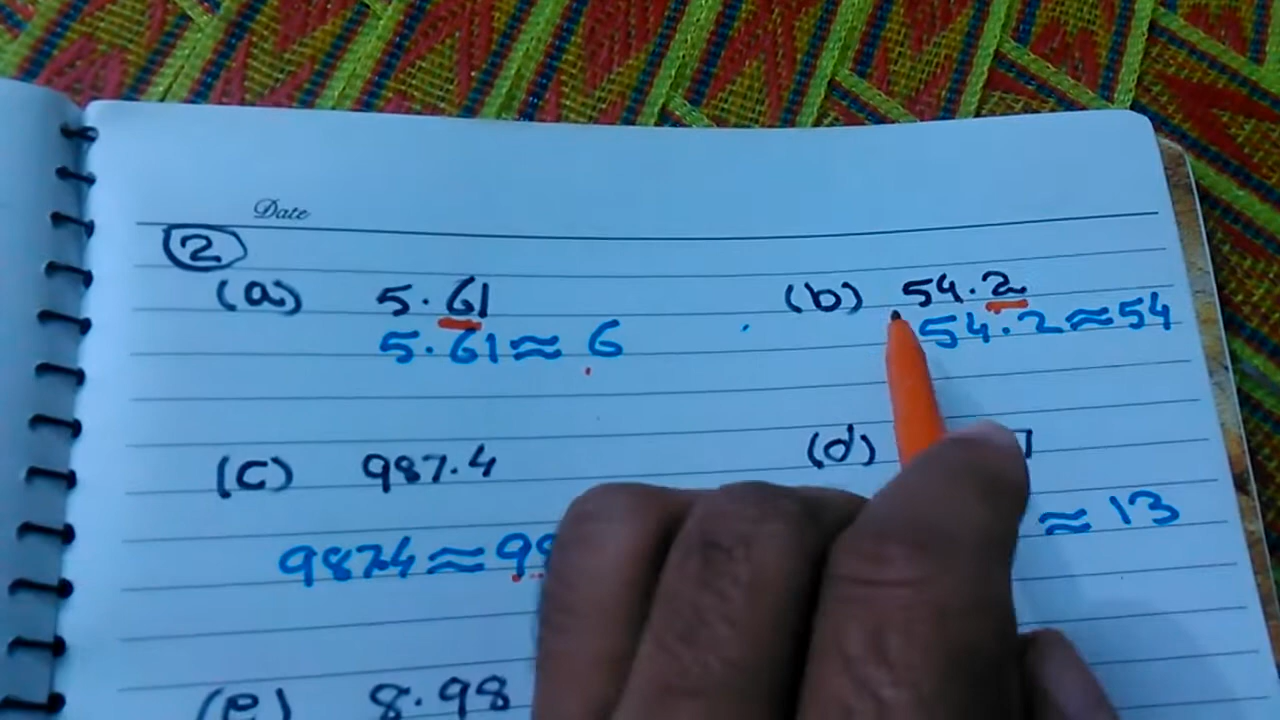 Date
2
(a) 5.61 (b) 54.2
5.61≈ 6 54.2≈54
(c) 987.4 (d)
987.4≈99 ≈ 13
(e) 8.98